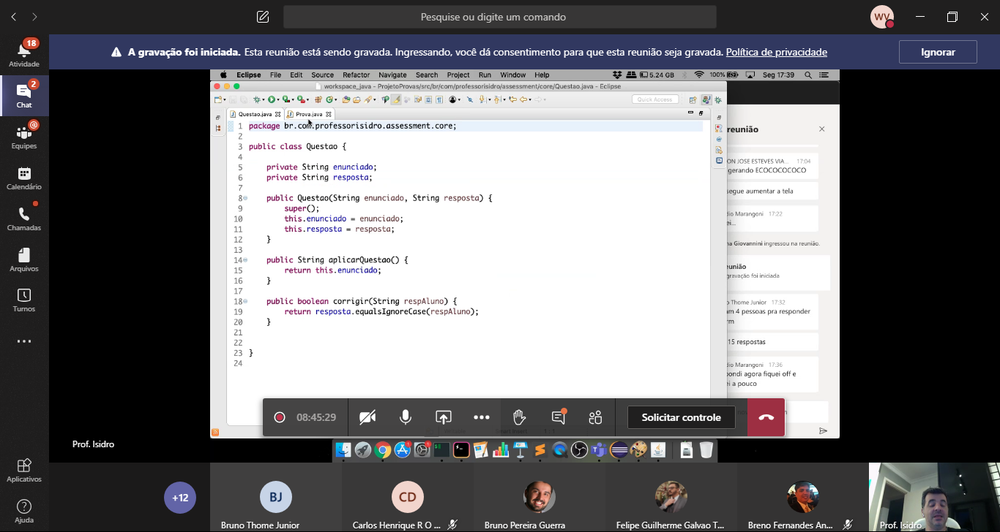 Pesquise ou digite um comando
WV
18
Atividade
2
Chat
@
Equipes
Calendário
Chamadas
Arquivos
Turnos
Aplicativos
Ajuda
A gravação foi iniciada. Esta reunião está sendo gravada. Ingressando, você dá consentimento para que esta reunião seja gravada. Política de privacidade
Ignorar
Eclipse File Edit Source Refactor Navigate Search Project Run Window Help
5.24 GB 100% Seg 17:39
workspace_java - ProjetoProvas/src/br/com/professorisidro/assessment/core/Questao.java - Eclipse
Quick Access
Questao.java Prova.java
1 package br.com.professorisidro.assessment.core;
2
3 public class Questao {
4
5 private String enunciado;
6 private String resposta;
7
8 public Questao(String enunciado, String resposta) {
9 super();
10 this.enunciado = enunciado;
11 this.resposta = resposta;
12 }
13
14 public String aplicarQuestao() {
15 return this.enunciado;
16 }
17
18 public boolean corrigir(String respAluno) {
19 return resposta.equalsIgnoreCase(respAluno);
20 }
21
22
23 }
24
reunião
ON JOSE ESTEVES VIA... 17:04
gerando ECOCOCOCOCO
segue aumentar a tela
dio Marangoni 17:22
ei...
na Giovannini ingressou na reunião.
eunião
gravação foi iniciada
o Thome Junior 17:32
m 4 pessoas pra responder
rm
15 respostas
dio Marangoni 17:36
pondi agora fiquei off e
ei a pouco
08:45:29
Solicitar controle
Prof. Isidro
+12
BJ
Bruno Thome Junior
CD
Carlos Henrique R O ...
Bruno Pereira Guerra
Felipe Guilherme Galvao T...
Breno Fernandes An...
Prof. Isidro